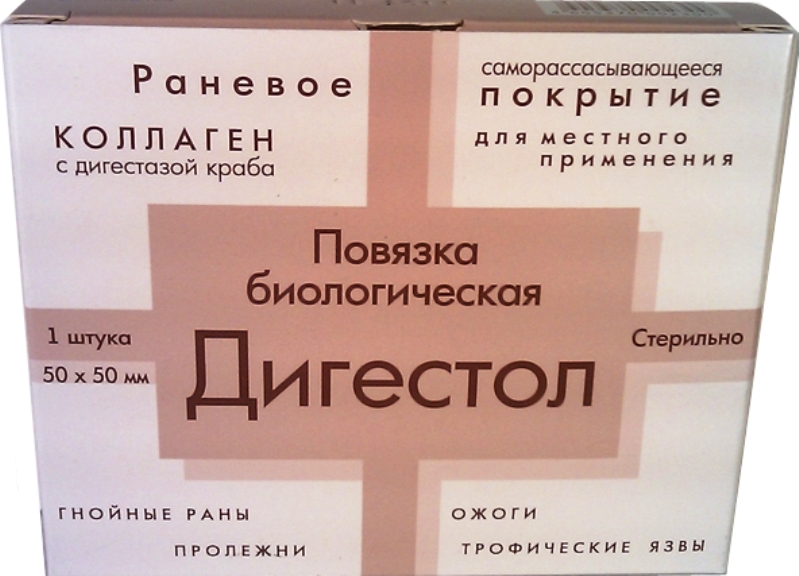 Раневое
саморассасывающееся
покрытие
КОЛЛАГЕН
с дигестазой краба
для местного
применения
Повязка
биологическая
Дигестол
1 штука
50 х 50 мм
Стерильно
ГНОЙНЫЕ РАНЫ
ПРОЛЕЖНИ
ОЖОГИ
ТРОФИЧЕСКИЕ ЯЗВЫ